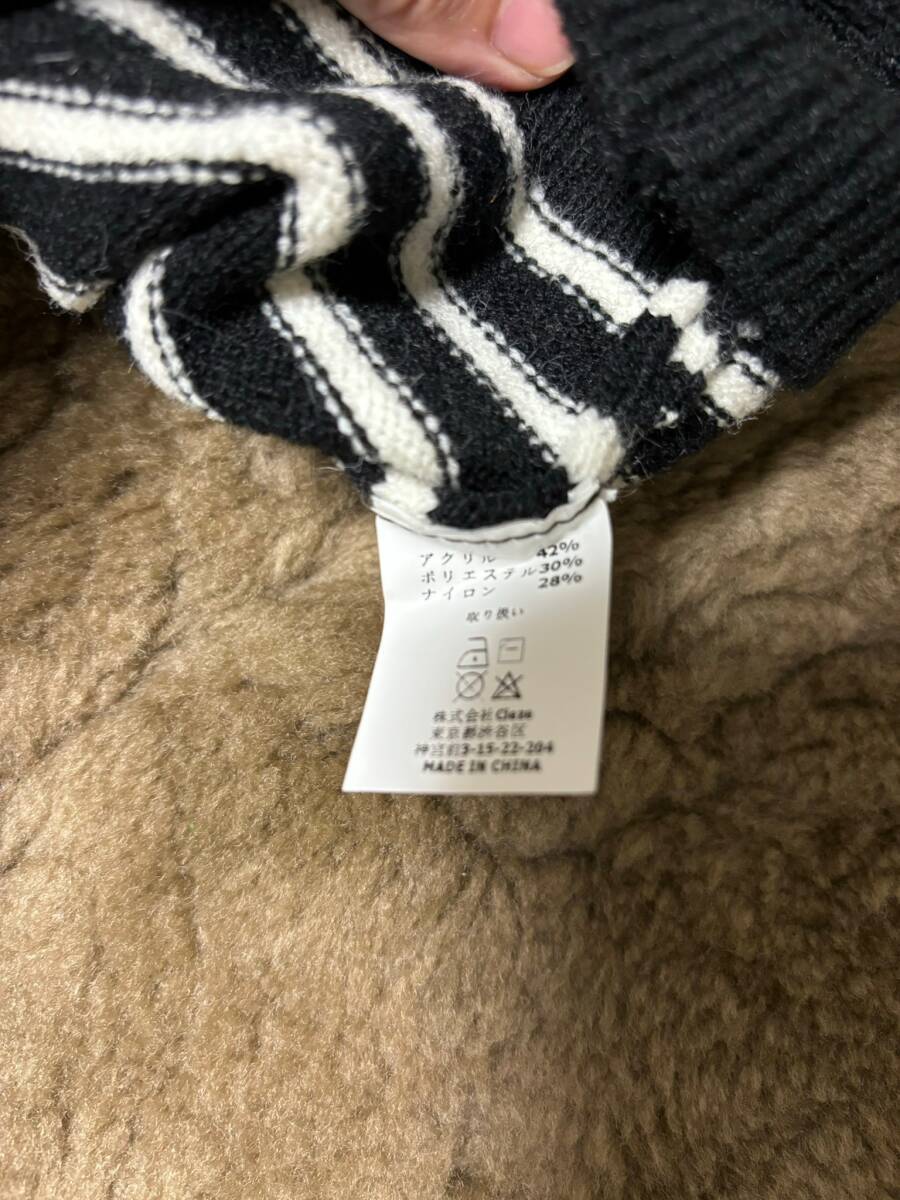 アクリル 42%
ポリエステル 30%
ナイロン 28%
取り扱い
株式会社Claze
東京都渋谷区
神宮前3-15-22-204
MADE IN CHINA